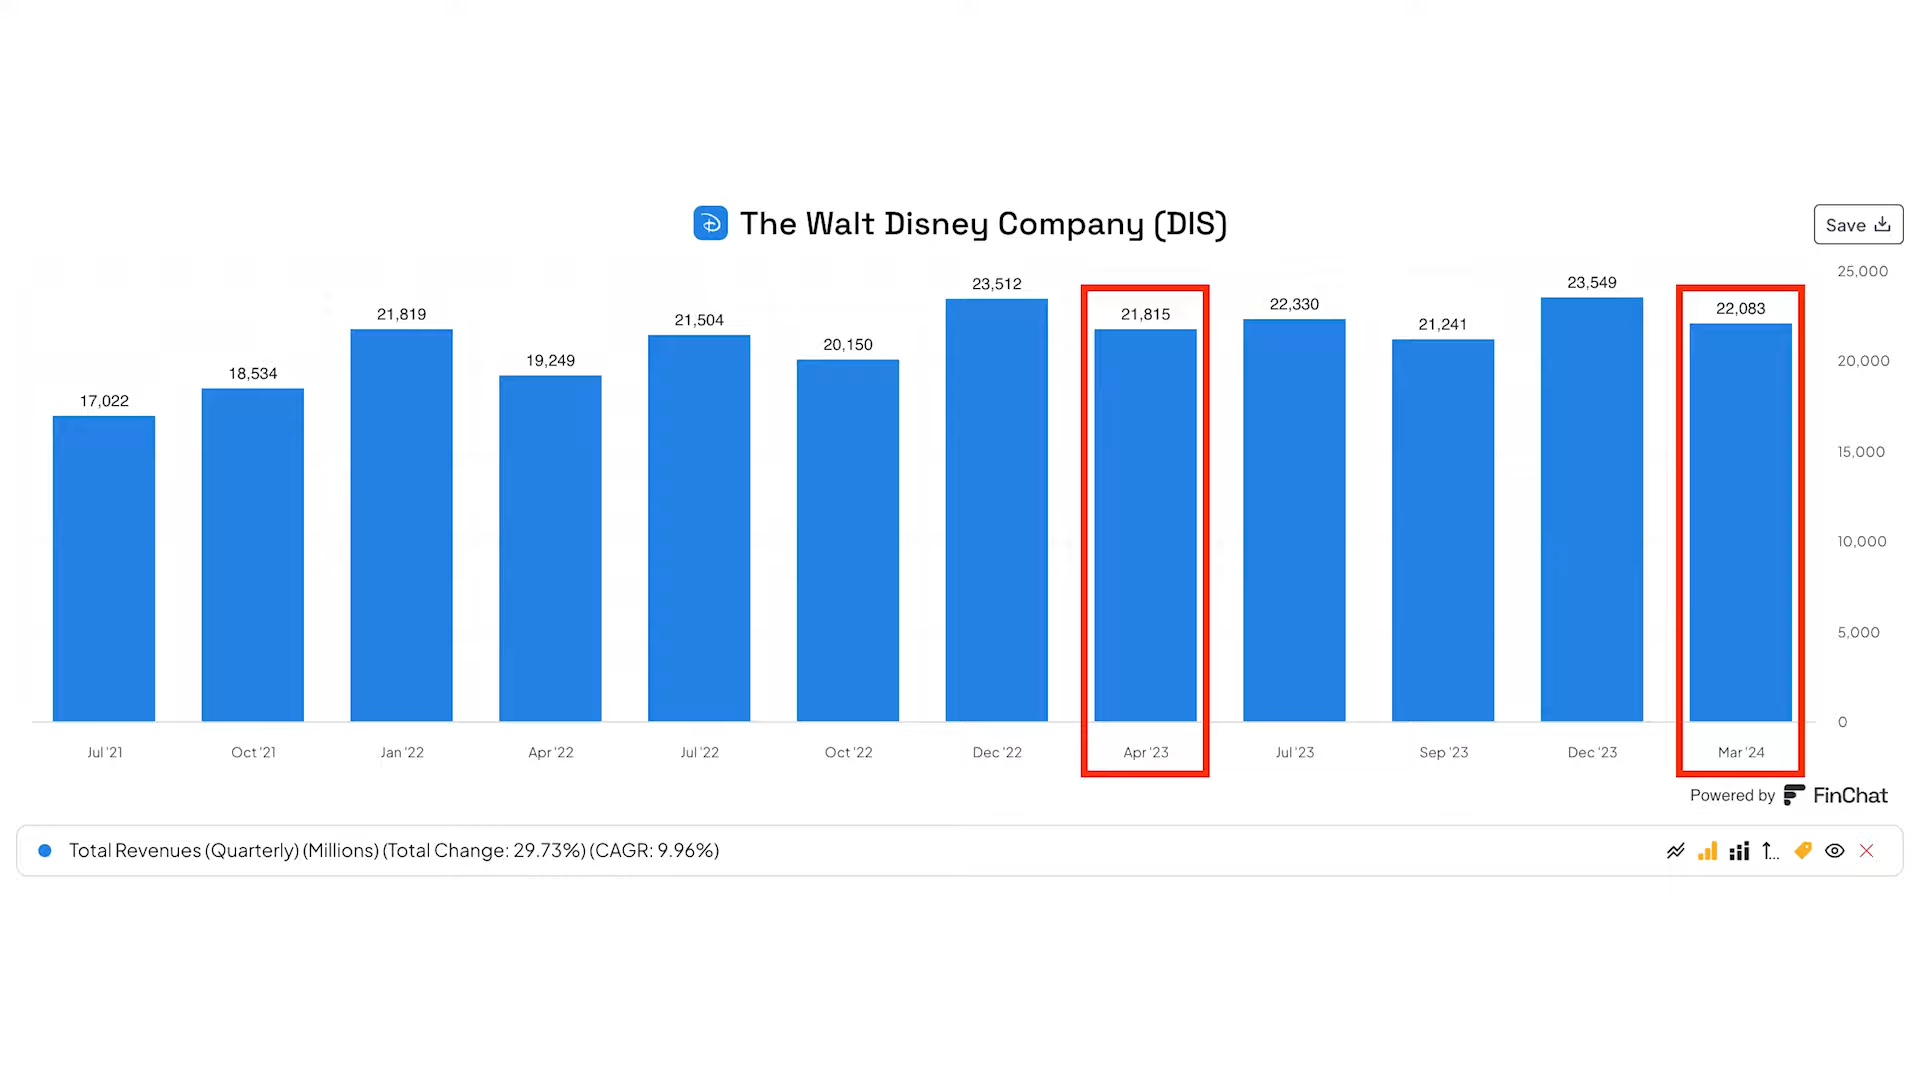 The Walt Disney Company (DIS)
Save
25,000
20,000
15,000
10,000
5,000
0
17,022
18,534
21,819
19,249
21,504
20,150
23,512
21,815
22,330
21,241
23,549
22,083
Jul '21
Oct '21
Jan '22
Apr '22
Jul '22
Oct '22
Dec '22
Apr '23
Jul '23
Sep '23
Dec '23
Mar '24
Powered by FinChat
Total Revenues (Quarterly) (Millions) (Total Change: 29.73%) (CAGR: 9.96%)